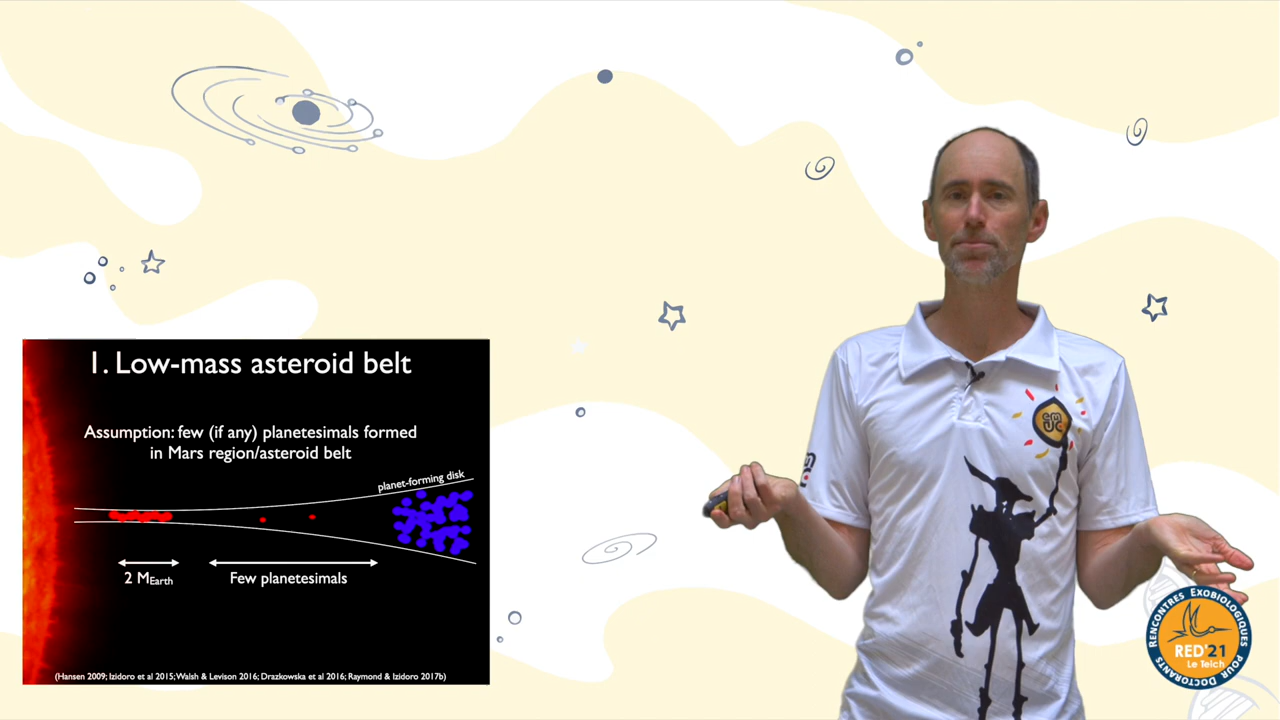 1. Low-mass asteroid belt
Assumption: few (if any) planetesimals formed
in Mars region/asteroid belt
planet-forming disk
2 MEarth
Few planetesimals
(Hansen 2009; Izidoro et al 2015; Walsh & Levison 2016; Drazkowska et al 2016; Raymond & Izidoro 2017b)
RENCONTRES EXOBIOLOGIQUES
POUR DOCTORANTS
RED'21
Le Teich